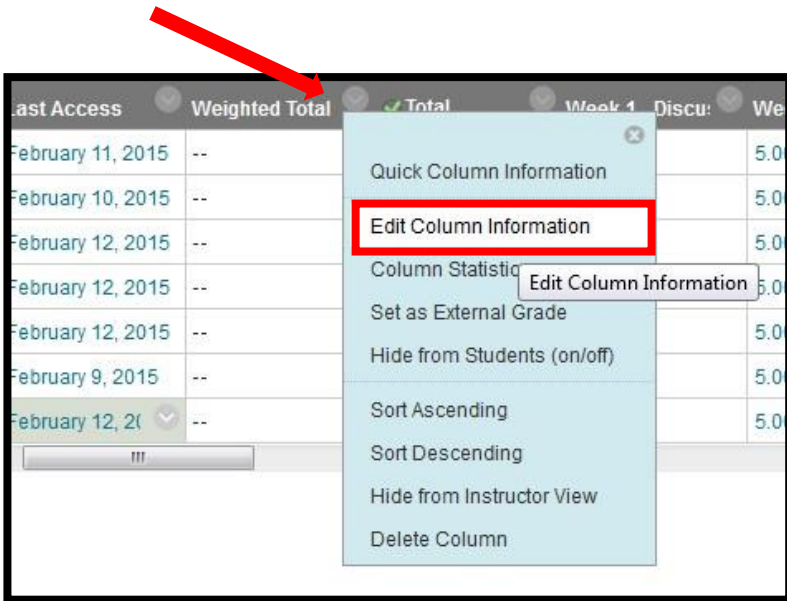 Last Access Weighted Total Total Week 1 Discu: We
February 11, 2015 -- 5.0
February 10, 2015 -- 5.0
February 12, 2015 -- 5.0
February 12, 2015 -- 5.0
February 12, 2015 -- 5.0
February 9, 2015 -- 5.0
February 12, 2( -- 5.0
Quick Column Information
Edit Column Information
Column Statistic
Edit Column Information
Set as External Grade
Hide from Students (on/off)
Sort Ascending
Sort Descending
Hide from Instructor View
Delete Column